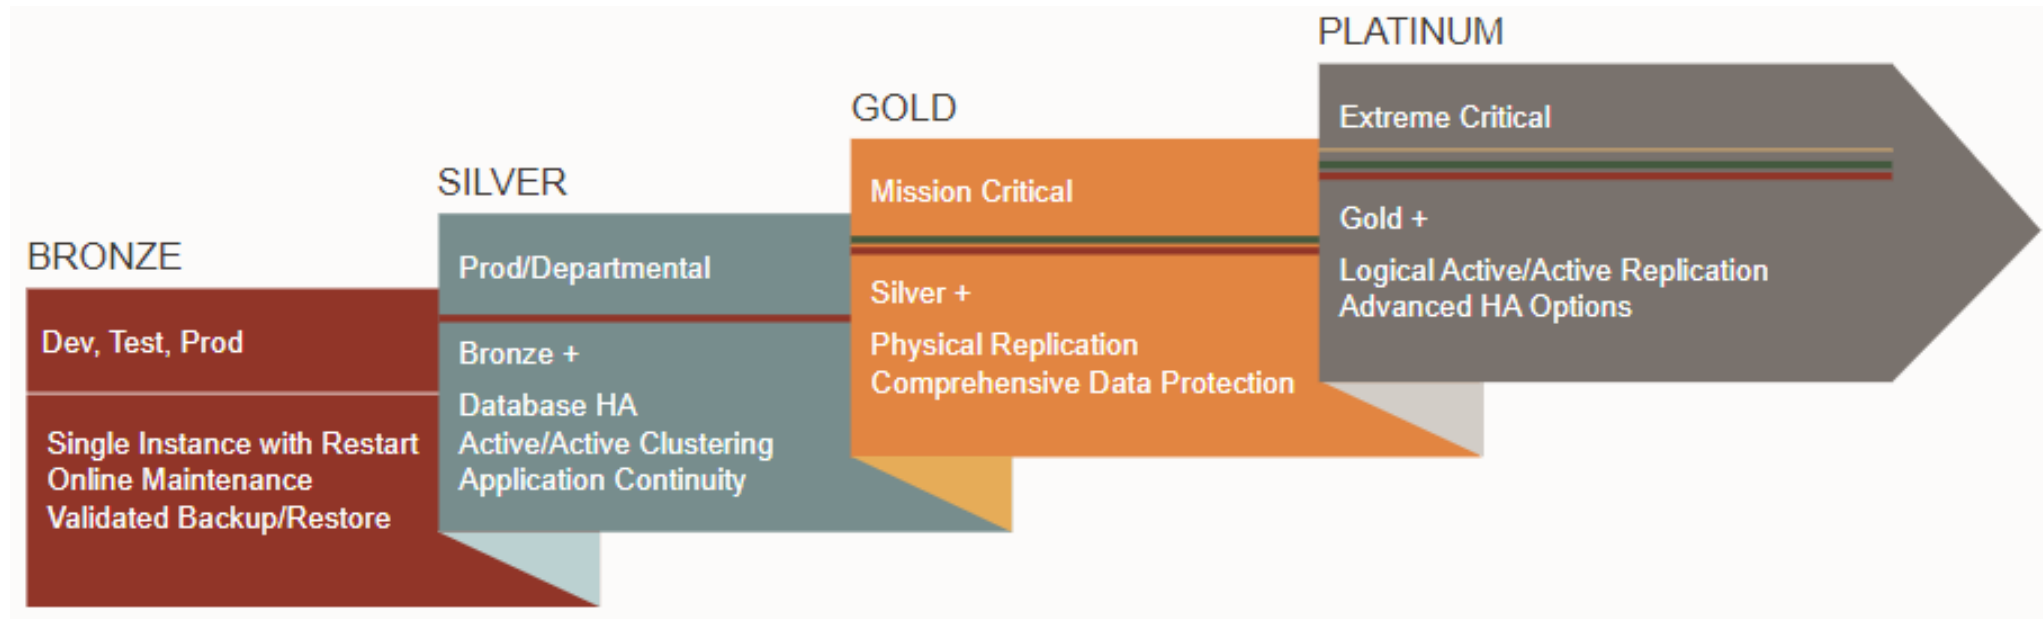 BRONZE
Dev, Test, Prod
Single Instance with Restart
Online Maintenance
Validated Backup/Restore
SILVER
Prod/Departmental
Bronze +
Database HA
Active/Active Clustering
Application Continuity
GOLD
Mission Critical
Silver +
Physical Replication
Comprehensive Data Protection
PLATINUM
Extreme Critical
Gold +
Logical Active/Active Replication
Advanced HA Options